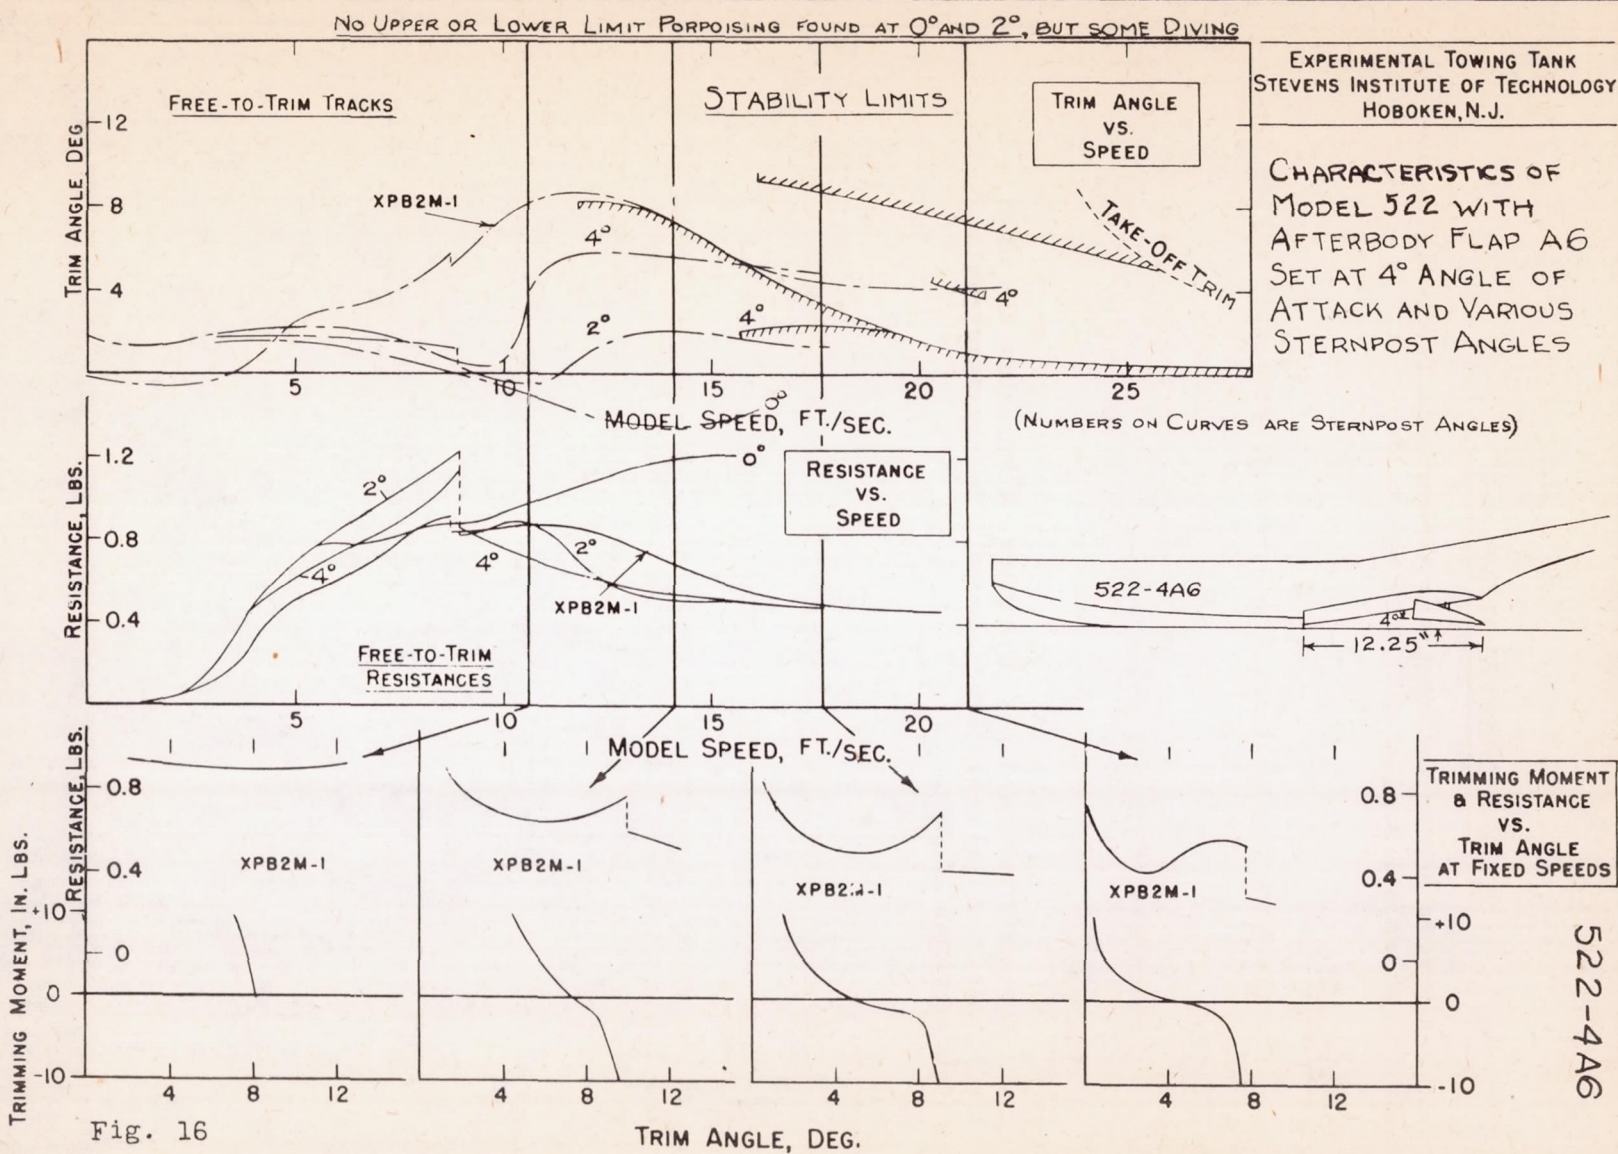 NO UPPER OR LOWER LIMIT PORPOISING FOUND AT 0° AND 2°, BUT SOME DIVING
EXPERIMENTAL TOWING TANK
STEVENS INSTITUTE OF TECHNOLOGY
HOBOKEN, N.J.
CHARACTERISTICS OF
MODEL 522 WITH
AFTERBODY FLAP A6
SET AT 4° ANGLE OF
ATTACK AND VARIOUS
STERNPOST ANGLES
FREE-TO-TRIM TRACKS
STABILITY LIMITS
TRIM ANGLE
VS.
SPEED
TRIM ANGLE DEG
12
8
4
XPB2M-1
4°
2°
4°
4°
0°
TAKE-OFF TRIM
5 10 15 20 25
MODEL SPEED, FT./SEC.
(NUMBERS ON CURVES ARE STERNPOST ANGLES)
RESISTANCE, LBS.
1.2
0.8
0.4
2°
4°
4°
2°
0°
XPB2M-1
RESISTANCE
VS.
SPEED
FREE-TO-TRIM
RESISTANCES
5 10 15 20
MODEL SPEED, FT./SEC.
522-4A6
4°
12.25"
RESISTANCE, LBS.
0.8
0.4
0
TRIMMING MOMENT, IN. LBS.
+10
0
-10
XPB2M-1
XPB2M-1
XPB2M-1
XPB2M-1
0.8
0.4
0
+10
0
-10
4 8 12 4 8 12 4 8 12 4 8 12
TRIM ANGLE, DEG.
TRIMMING MOMENT
& RESISTANCE
VS.
TRIM ANGLE
AT FIXED SPEEDS
522-4A6
Fig. 16